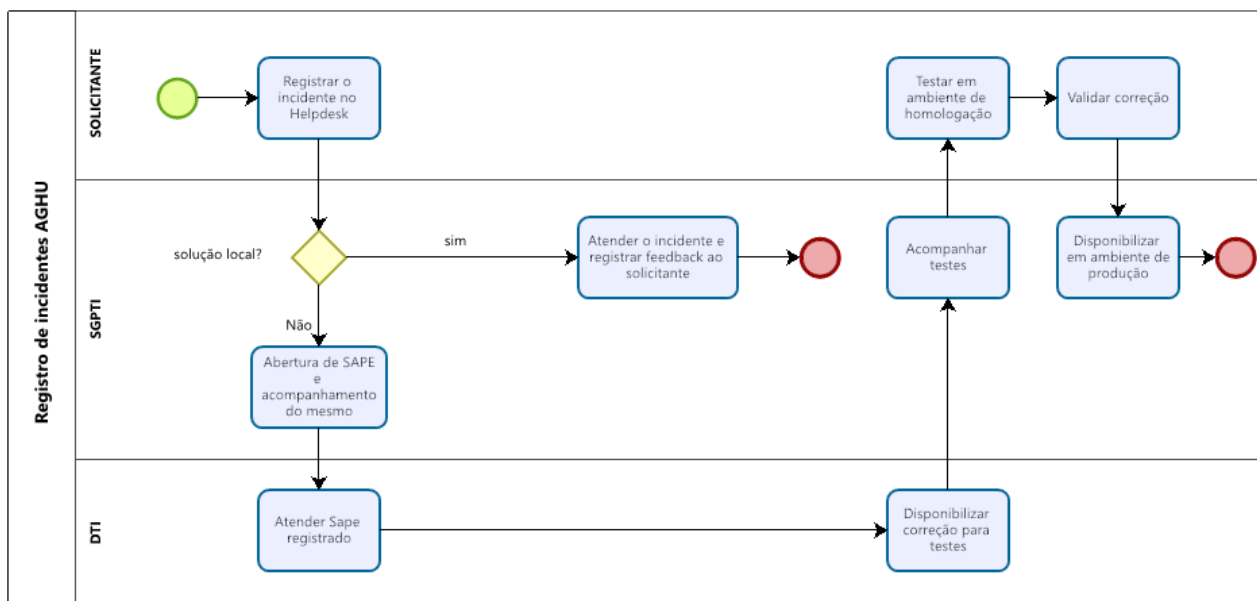 Registro de incidentes AGHU
SOLICITANTE
Registrar o
incidente no
Helpdesk
Testar em
ambiente de
homologação
Validar correção
SGPTI
solução local?
sim
Atender o incidente e
registrar feedback ao
solicitante
Acompanhar
testes
Disponibilizar
em ambiente de
produção
Não
Abertura de SAPE
e
acompanhamento
do mesmo
DTI
Atender Sape
registrado
Disponibilizar
correção para
testes